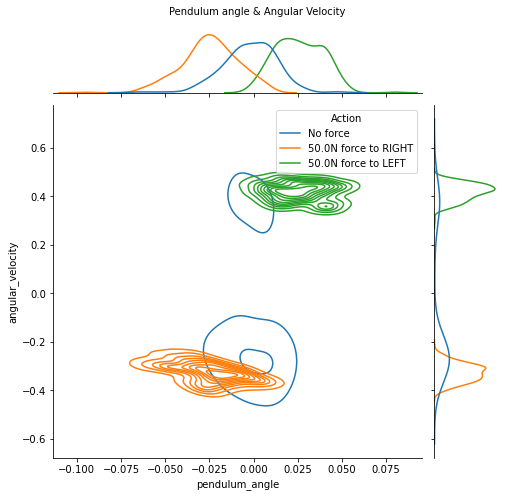 Pendulum angle & Angular Velocity
Action
No force
50.0N force to RIGHT
50.0N force to LEFT
0.6
0.4
0.2
0.0
−0.2
−0.4
−0.6
angular_velocity
−0.100
−0.075
−0.050
−0.025
0.000
0.025
0.050
0.075
pendulum_angle